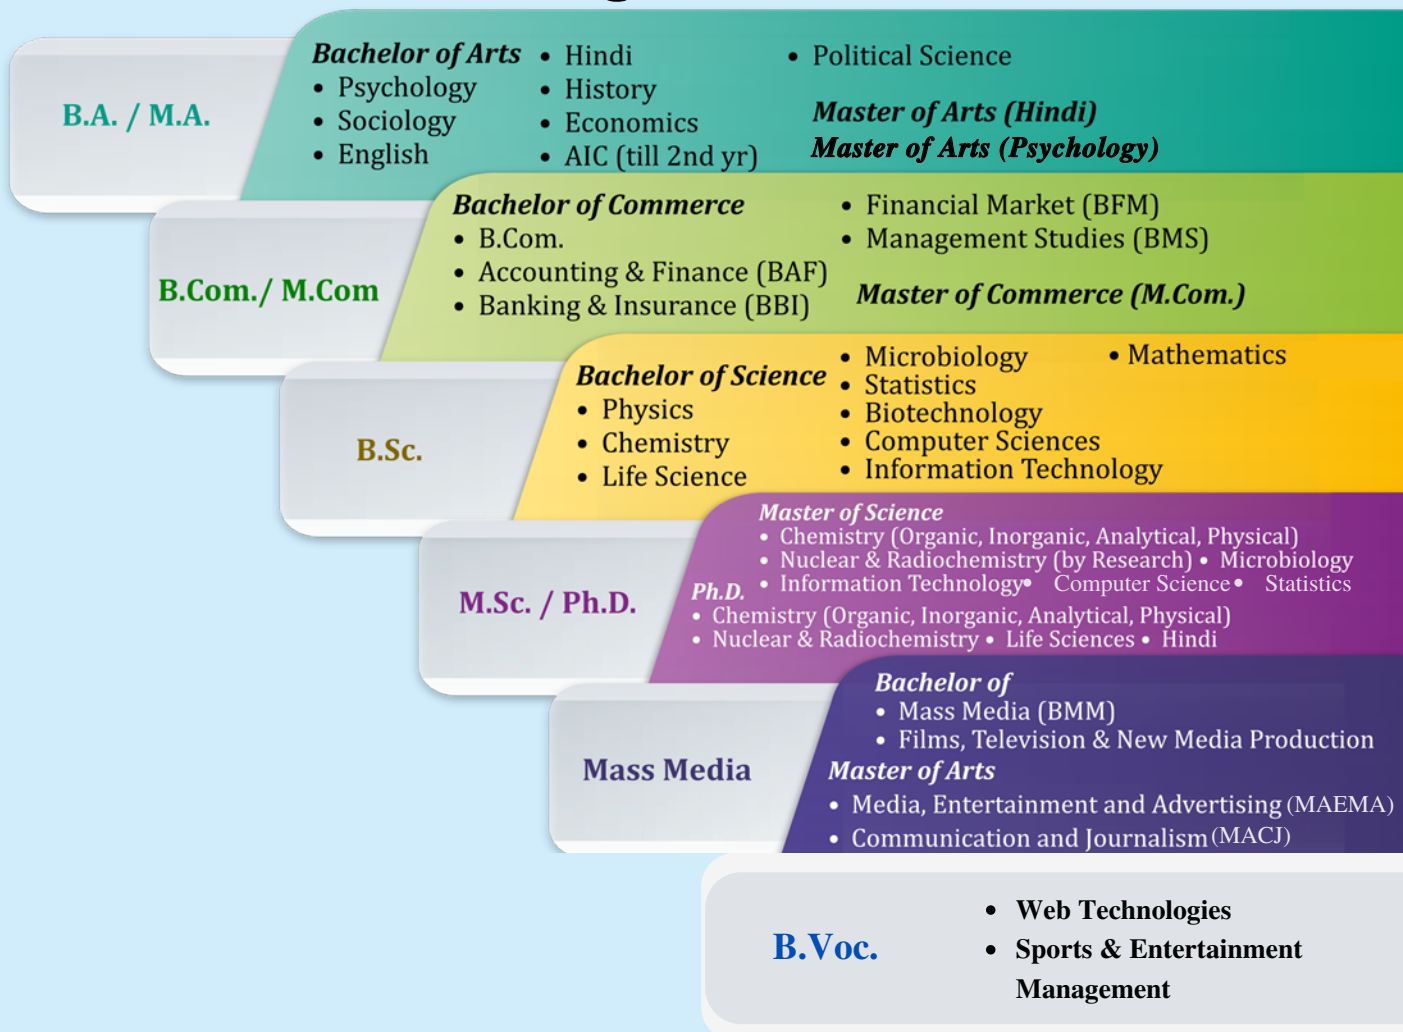 B.A. / M.A.
Bachelor of Arts
• Psychology
• Sociology
• English
• Hindi
• History
• Economics
• AIC (till 2nd yr)
• Political Science
Master of Arts (Hindi)
Master of Arts (Psychology)
B.Com./ M.Com
Bachelor of Commerce
• B.Com.
• Accounting & Finance (BAF)
• Banking & Insurance (BBI)
• Financial Market (BFM)
• Management Studies (BMS)
Master of Commerce (M.Com.)
B.Sc.
Bachelor of Science
• Physics
• Chemistry
• Life Science
• Microbiology
• Statistics
• Biotechnology
• Computer Sciences
• Information Technology
• Mathematics
M.Sc. / Ph.D.
Master of Science
• Chemistry (Organic, Inorganic, Analytical, Physical)
• Nuclear & Radiochemistry (by Research) • Microbiology
• Information Technology• Computer Science• Statistics
Ph.D.
• Chemistry (Organic, Inorganic, Analytical, Physical)
• Nuclear & Radiochemistry • Life Sciences • Hindi
Mass Media
Bachelor of
• Mass Media (BMM)
• Films, Television & New Media Production
Master of Arts
• Media, Entertainment and Advertising (MAEMA)
• Communication and Journalism (MACJ)
B.Voc.
• Web Technologies
• Sports & Entertainment
Management